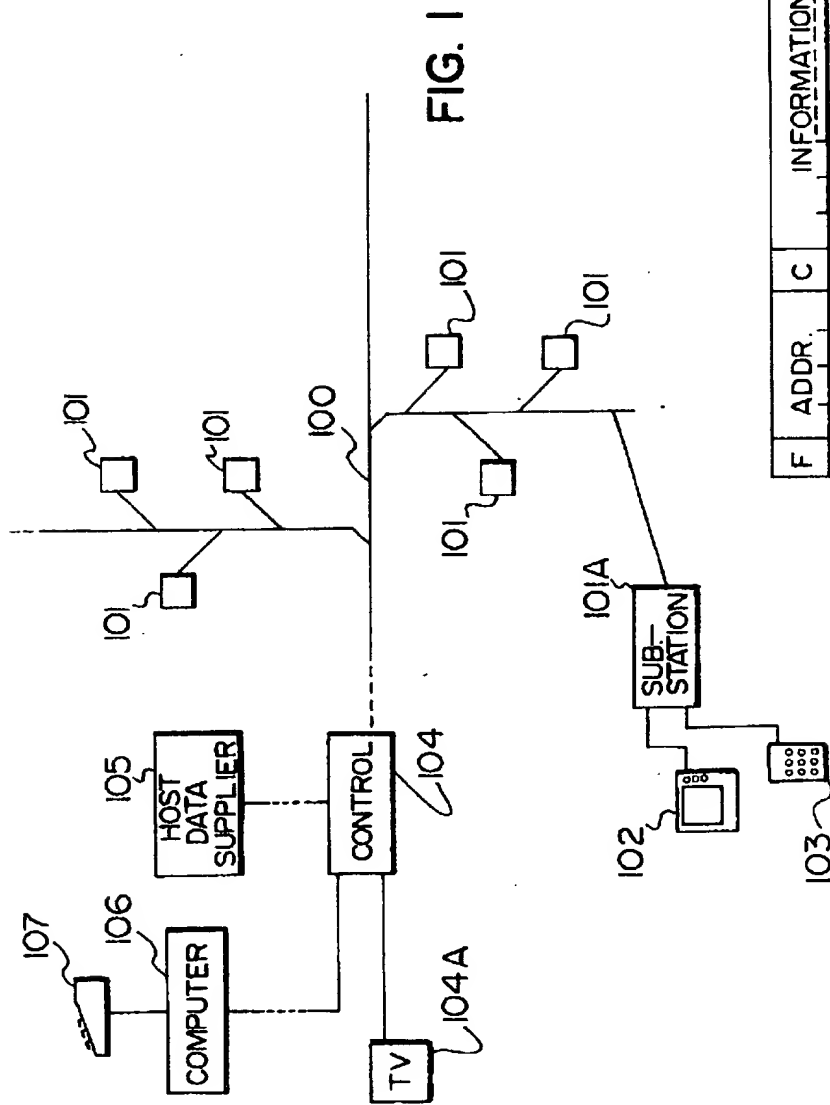 107
106
COMPUTER
105
HOST
DATA
SUPPLIER
CONTROL
104
TV
104A
101
101
101
100
101
101
101
101A
SUB-
STATION
102
103
FIG. 1
F ADDR. C INFORMATION